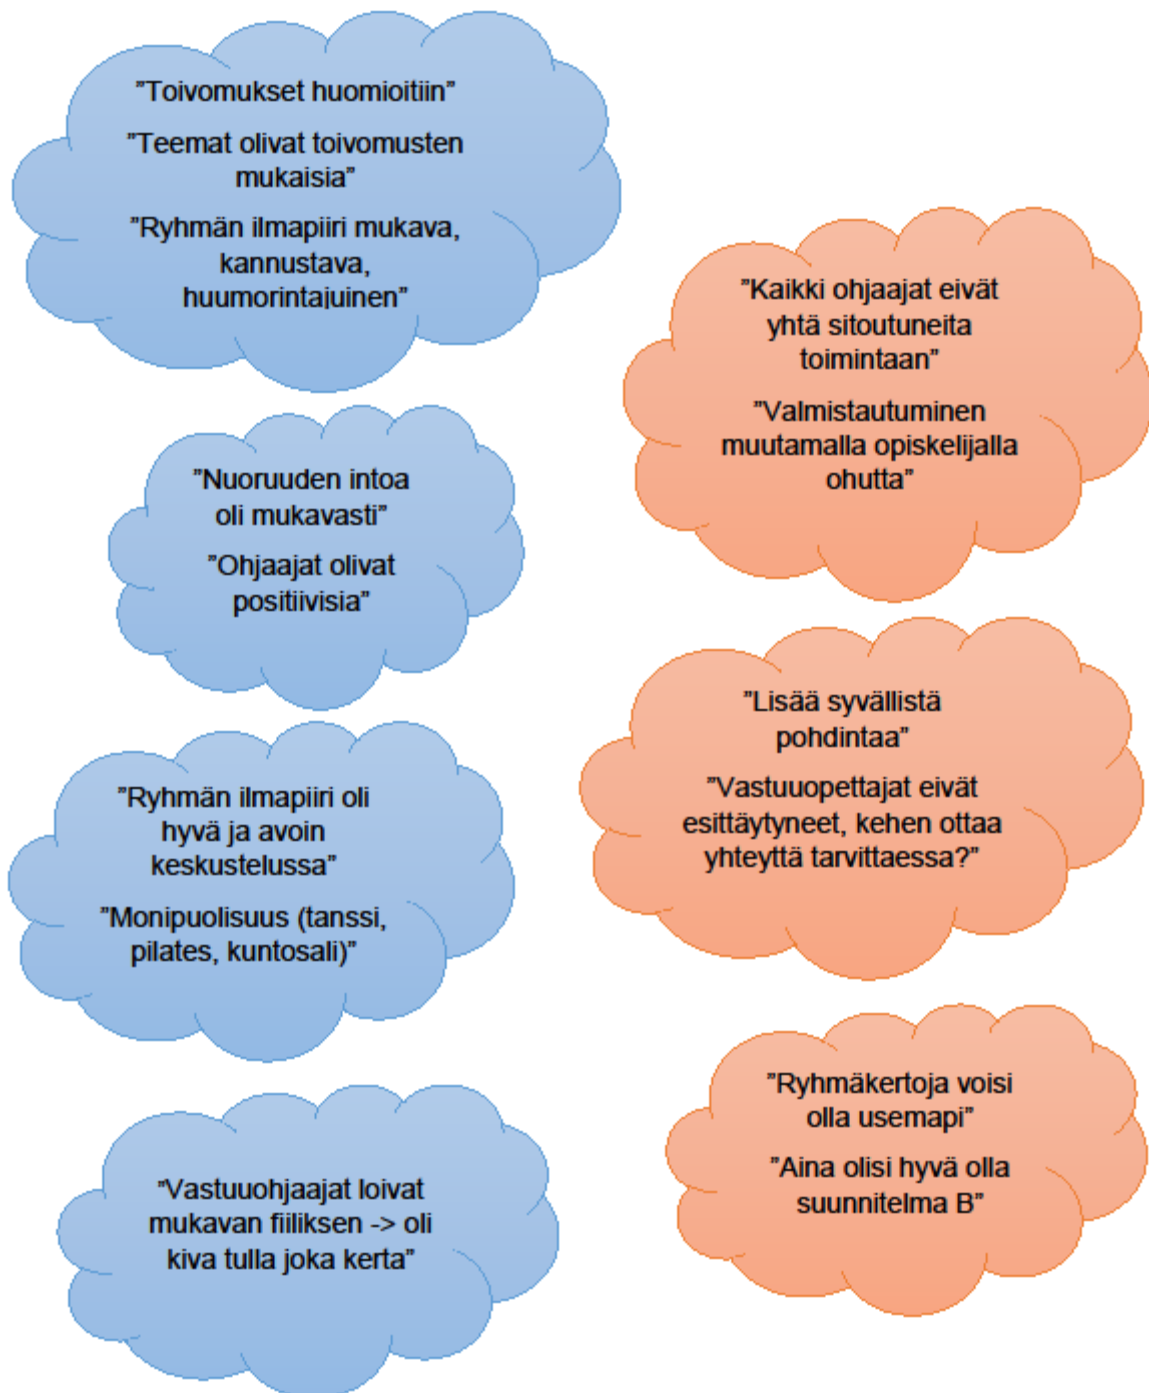 ”Toivomukset huomioitiin”
”Teemat olivat toivomusten
mukaisia”
”Ryhmän ilmapiiri mukava,
kannustava,
huumorintajuinen”
”Nuoruuden intoa
oli mukavasti”
”Ohjaajat olivat
positiivisia”
”Ryhmän ilmapiiri oli
hyvä ja avoin
keskustelussa”
”Monipuolisuus (tanssi,
pilates, kuntosali)”
”Vastuuohjaajat loivat
mukavan fiiliksen -> oli
kiva tulla joka kerta”
”Kaikki ohjaajat eivät
yhtä sitoutuneita
toimintaan”
”Valmistautuminen
muutamalla opiskelijalla
ohutta”
”Lisää syvällistä
pohdintaa”
”Vastuuopettajat eivät
esittäytyneet, kehen ottaa
yhteyttä tarvittaessa?”
”Ryhmäkertoja voisi
olla usemapi”
”Aina olisi hyvä olla
suunnitelma B”